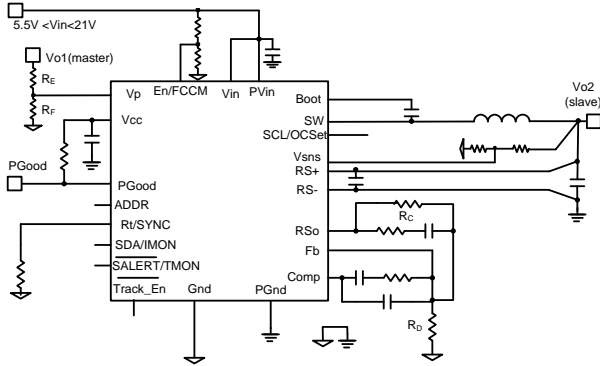 5.5V <Vin<21V
Vo1(master)
RE
RF
Vp
En/FCCM
Vin
PVin
Vcc
PGood
PGood
ADDR
Rt/SYNC
SDA/IMON
SALERT/TMON
Track_En
Gnd
PGnd
Boot
SW
SCL/OCSet
Vsns
RS+
RS-
RSo
Fb
Comp
RC
RD
Vo2
(slave)